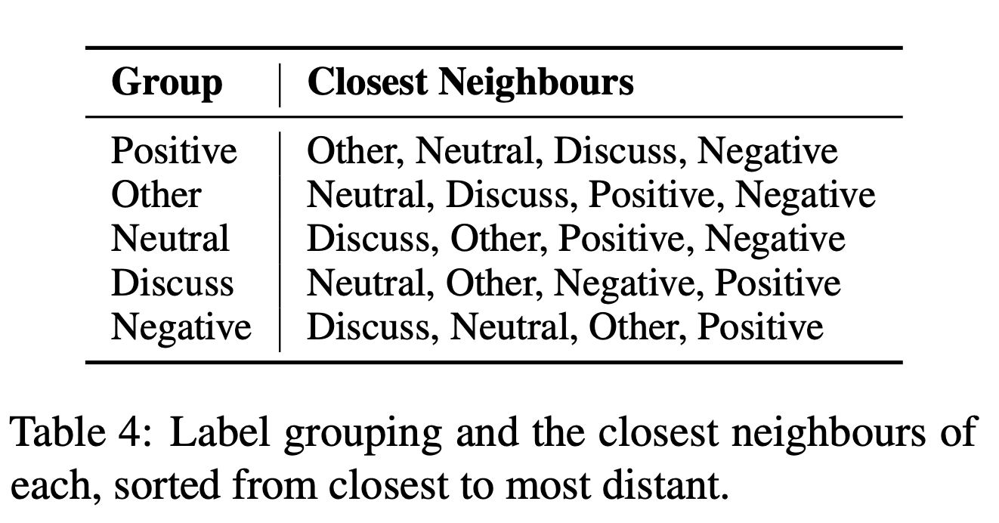 Group Closest Neighbours
Positive Other, Neutral, Discuss, Negative
Other Neutral, Discuss, Positive, Negative
Neutral Discuss, Other, Positive, Negative
Discuss Neutral, Other, Negative, Positive
Negative Discuss, Neutral, Other, Positive
Table 4: Label grouping and the closest neighbours of
each, sorted from closest to most distant.